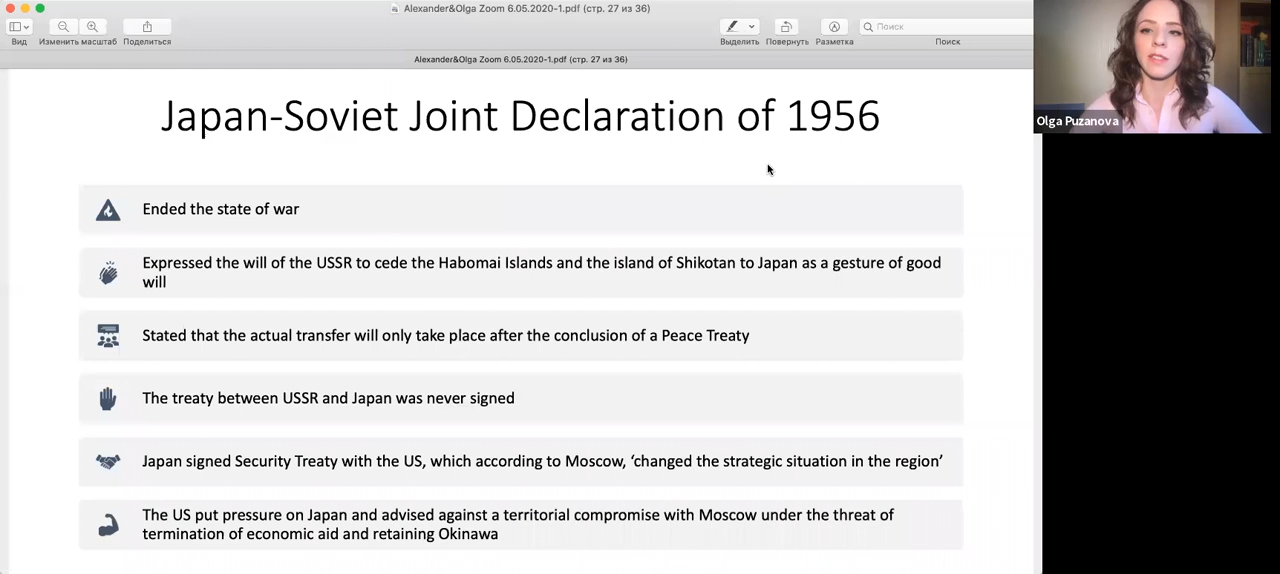 Alexander&Olga Zoom 6.05.2020-1.pdf (стр. 27 из 36)
Поиск
Вид
Изменить масштаб
Поделиться
Выделить
Повернуть
Разметка
Поиск
Alexander&Olga Zoom 6.05.2020-1.pdf (стр. 27 из 36)
Olga Puzanova
Japan-Soviet Joint Declaration of 1956
Ended the state of war
Expressed the will of the USSR to cede the Habomai Islands and the island of Shikotan to Japan as a gesture of good
will
Stated that the actual transfer will only take place after the conclusion of a Peace Treaty
The treaty between USSR and Japan was never signed
Japan signed Security Treaty with the US, which according to Moscow, ‘changed the strategic situation in the region’
The US put pressure on Japan and advised against a territorial compromise with Moscow under the threat of
termination of economic aid and retaining Okinawa